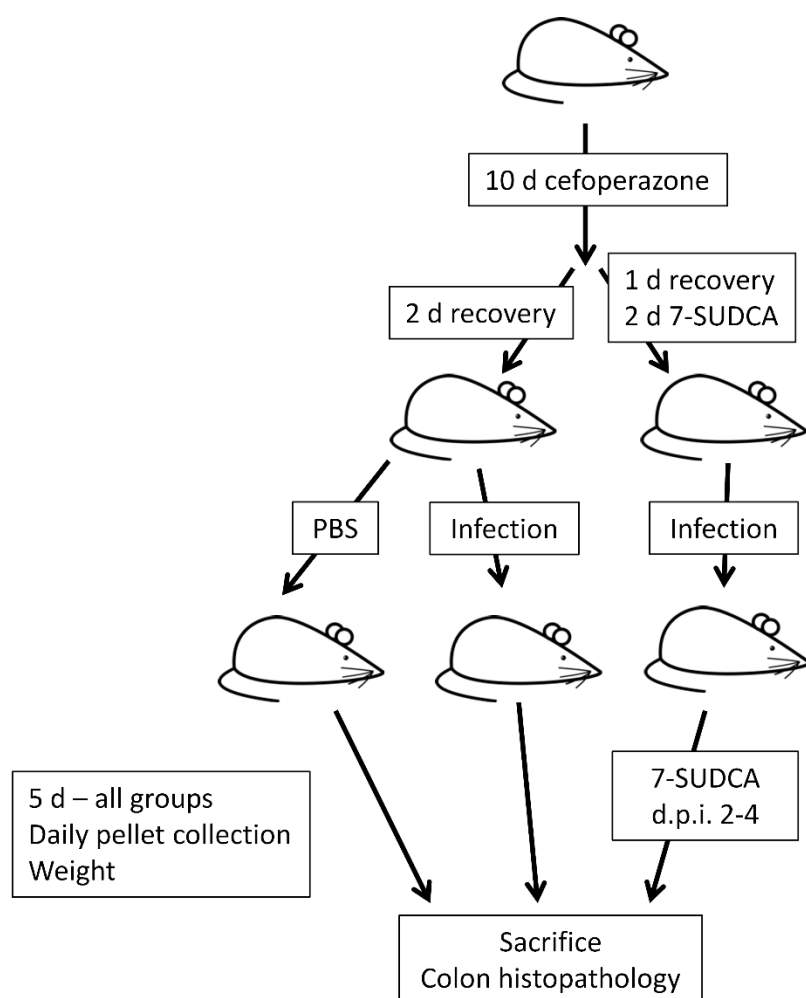 10 d cefoperazone
2 d recovery
1 d recovery
2 d 7-SUDCA
PBS
Infection
Infection
5 d – all groups
Daily pellet collection
Weight
7-SUDCA
d.p.i. 2-4
Sacrifice
Colon histopathology